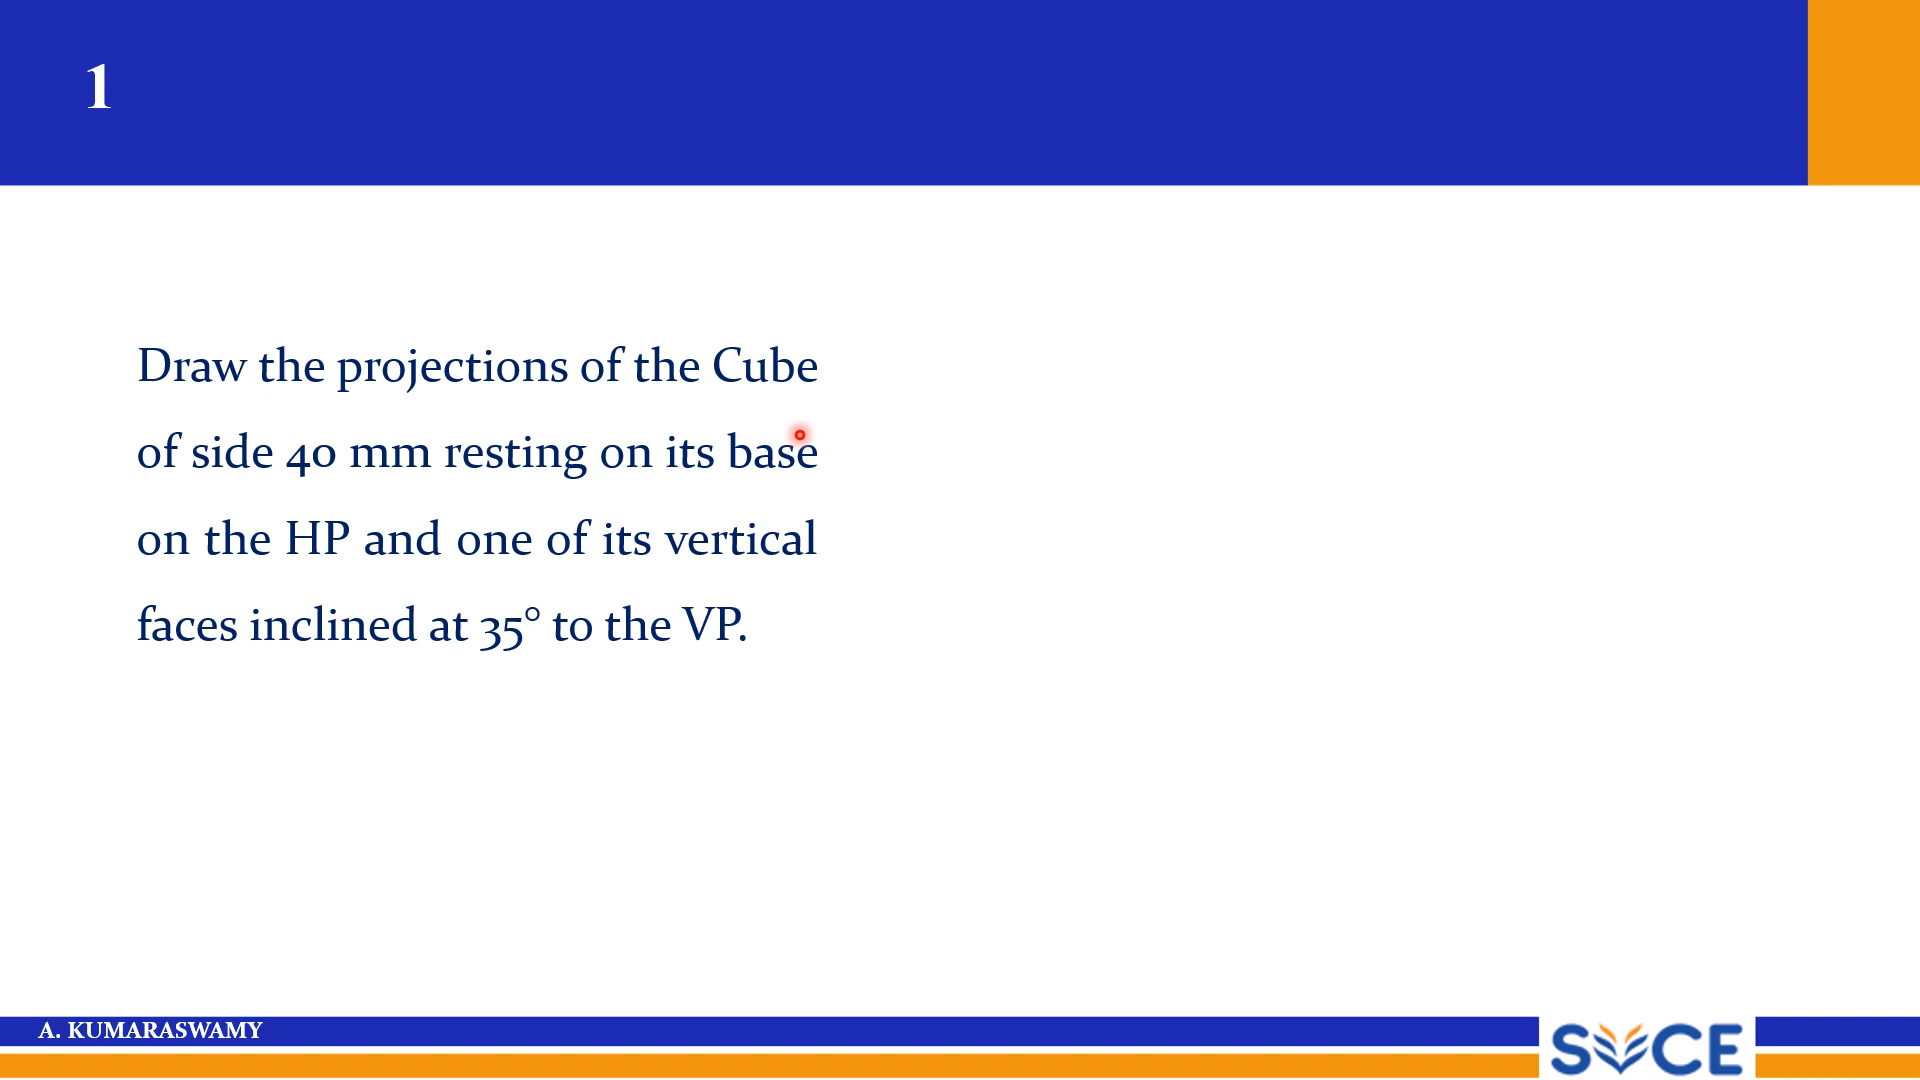 1
Draw the projections of the Cube
of side 40 mm resting on its base
on the HP and one of its vertical
faces inclined at 35° to the VP.
A. KUMARASWAMY
SVCE